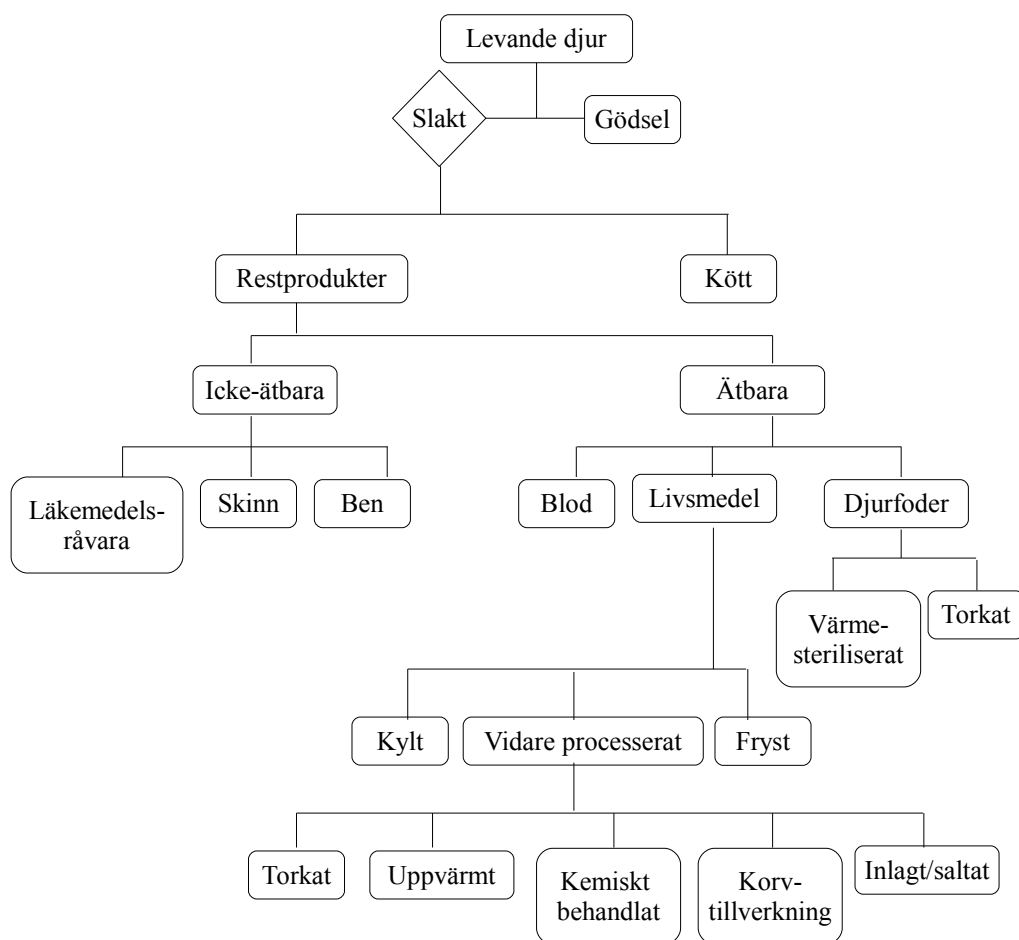 Levande djur
Slakt
Gödsel
Restprodukter
Kött
Icke-ätbara
Ätbara
Läkemedels-
råvara
Skinn
Ben
Blod
Livsmedel
Djurfoder
Värme-
steriliserat
Torkat
Kylt
Vidare processerat
Fryst
Torkat
Uppvärmt
Kemiskt
behandlat
Korv-
tillverkning
Inlagt/saltat